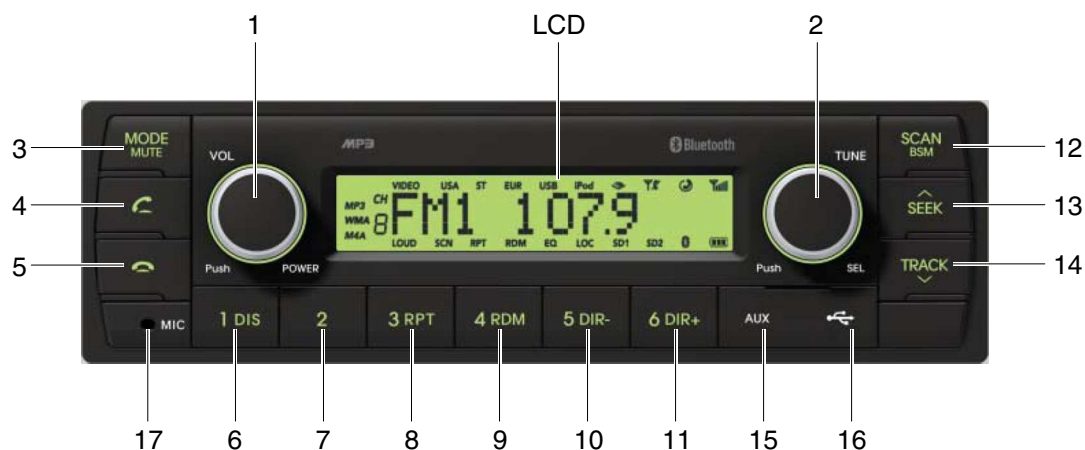 1 LCD 2
3 MODE MUTE VOL MP3 Bluetooth TUNE SCAN BSM 12
VIDEO USA ST EUR USB iPod
MP3 CH
WMA 8 FM1 107.9
M4A
LOUD SCN RPT RDM EQ LOC SD1 SD2
4 SEEK 13
5 Push POWER Push SEL TRACK 14
MIC 1 DIS 2 3 RPT 4 RDM 5 DIR- 6 DIR+ AUX
17 6 7 8 9 10 11 15 16